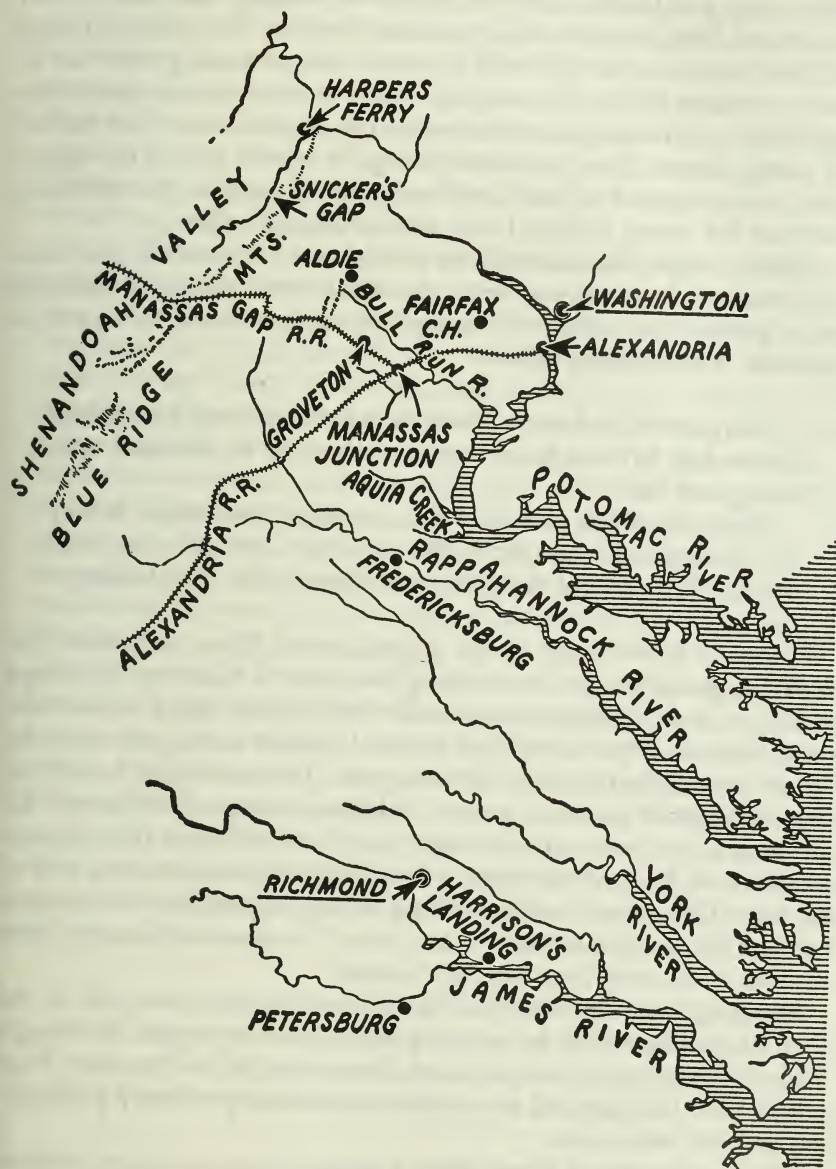 HARPERS
FERRY
SNICKER'S
GAP
SHENANDOAH VALLEY
BLUE RIDGE MTS.
ALDIE
MANASSAS GAP R.R.
BULL RUN R.
FAIRFAX
C.H.
WASHINGTON
ALEXANDRIA
GROVETON
MANASSAS
JUNCTION
AQUIA CREEK
POTOMAC RIVER
ALEXANDRIA R.R.
RAPPAHANNOCK RIVER
FREDERICKSBURG
RICHMOND
HARRISON'S
LANDING
YORK
RIVER
JAMES RIVER
PETERSBURG